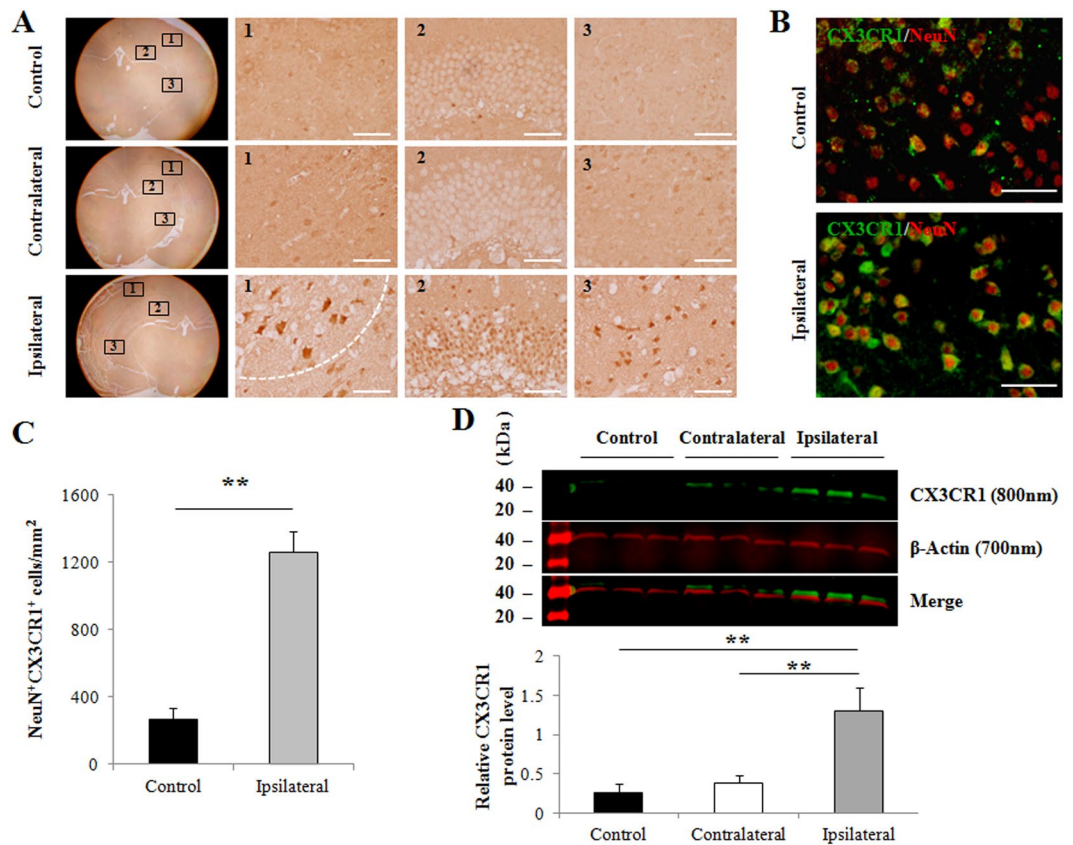 A
Control
1
2
3
1
2
3
Contralateral
1
2
3
1
2
3
Ipsilateral
1
2
3
1
2
3
B
Control
CX3CR1/NeuN
Ipsilateral
CX3CR1/NeuN
C
NeuN⁺CX3CR1⁺ cells/mm²
1600
1200
800
400
0
**
Control
Ipsilateral
D
(kDa)
Control Contralateral Ipsilateral
40
20
CX3CR1 (800nm)
40
20
β-Actin (700nm)
40
20
Merge
Relative CX3CR1
protein level
2
1.5
1
0.5
0
**
**
Control
Contralateral
Ipsilateral